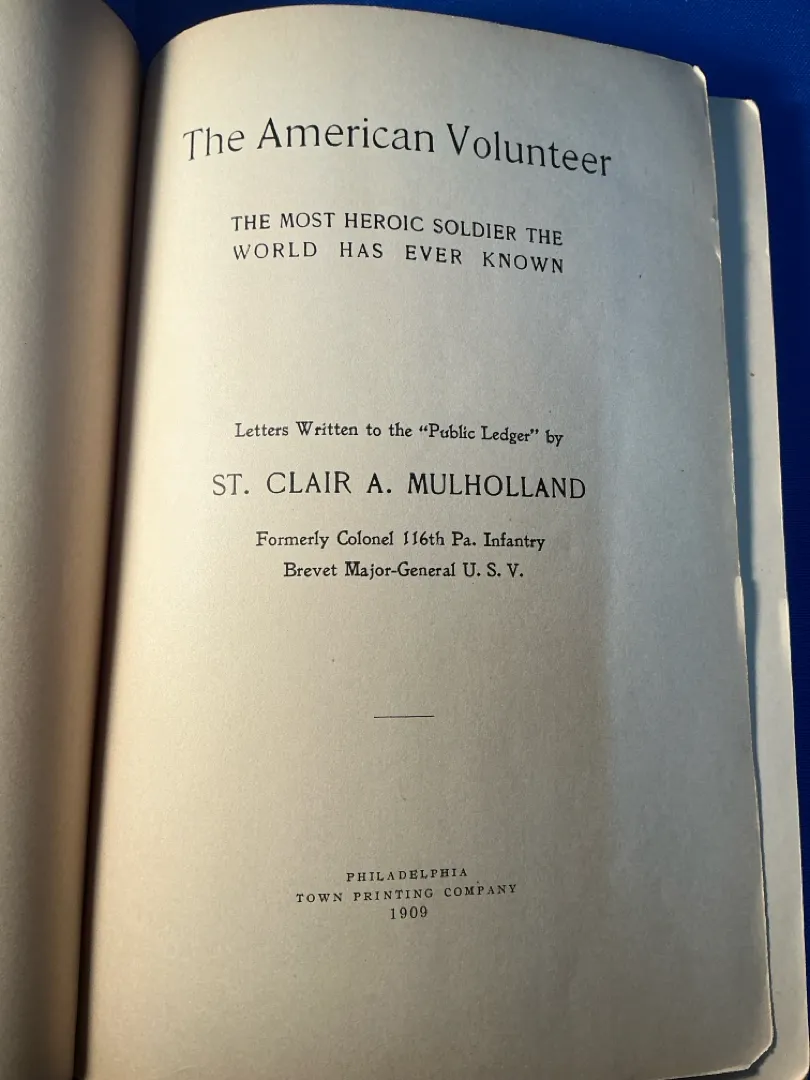 The American Volunteer
THE MOST HEROIC SOLDIER THE
WORLD HAS EVER KNOWN
Letters Written to the “Public Ledger” by
ST. CLAIR A. MULHOLLAND
Formerly Colonel 116th Pa. Infantry
Brevet Major-General U. S. V.
PHILADELPHIA
TOWN PRINTING COMPANY
1909